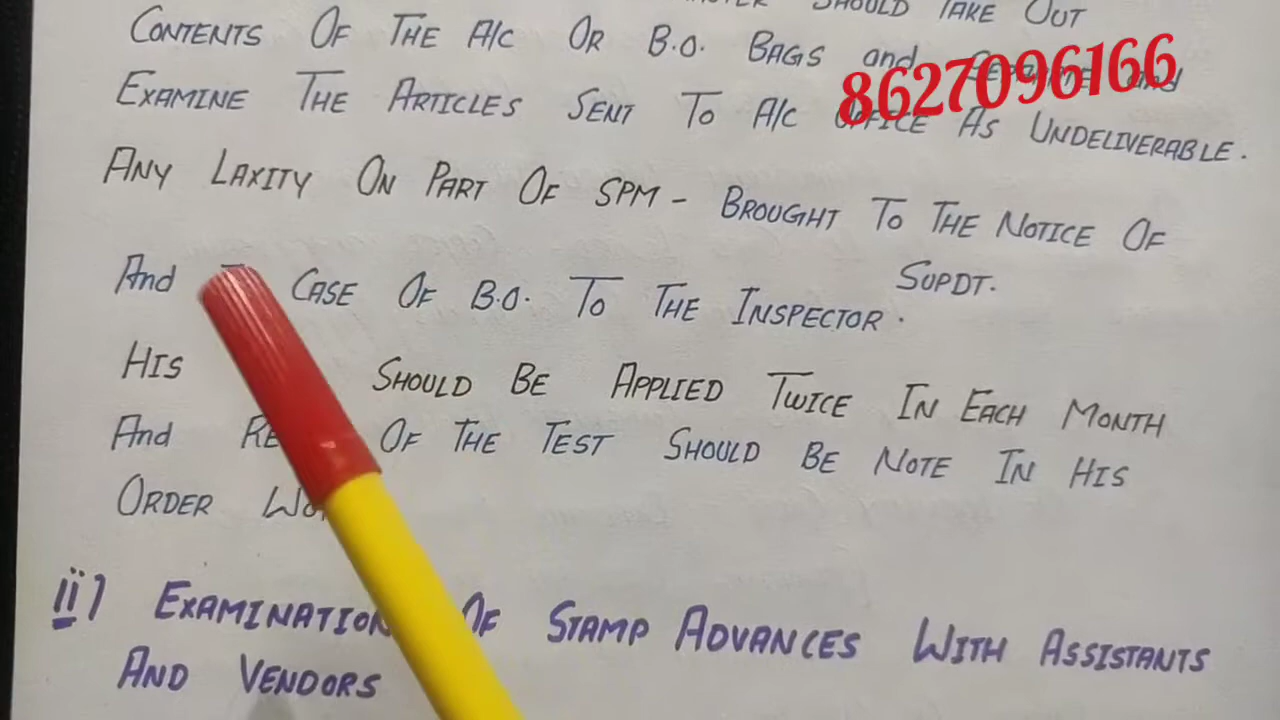 SHOULD TAKE OUT
CONTENTS OF THE A/C OR B.O. BAGS and
8627096166
EXAMINE THE ARTICLES SENT TO A/C OFFICE AS UNDELIVERABLE.
ANY LAXITY ON PART OF SPM - BROUGHT TO THE NOTICE OF
SUPDT.
And CASE OF B.O. TO THE INSPECTOR.
HIS SHOULD BE APPLIED TWICE IN EACH MONTH
And OF THE TEST SHOULD BE NOTE IN HIS
ORDER
ii) EXAMINATION OF STAMP ADVANCES WITH ASSISTANTS
AND VENDORS